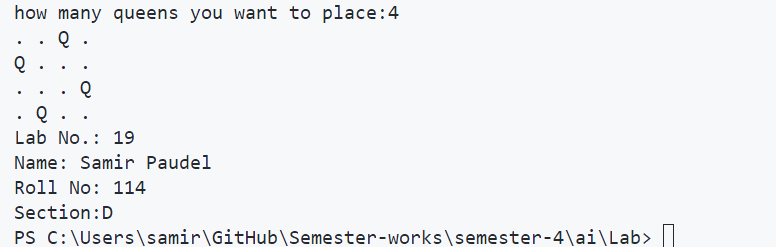 how many queens you want to place:4
. . Q .
Q . . .
. . . Q
. Q . .
Lab No.: 19
Name: Samir Paudel
Roll No: 114
Section:D
PS C:\Users\samir\GitHub\Semester-works\semester-4\ai\Lab>